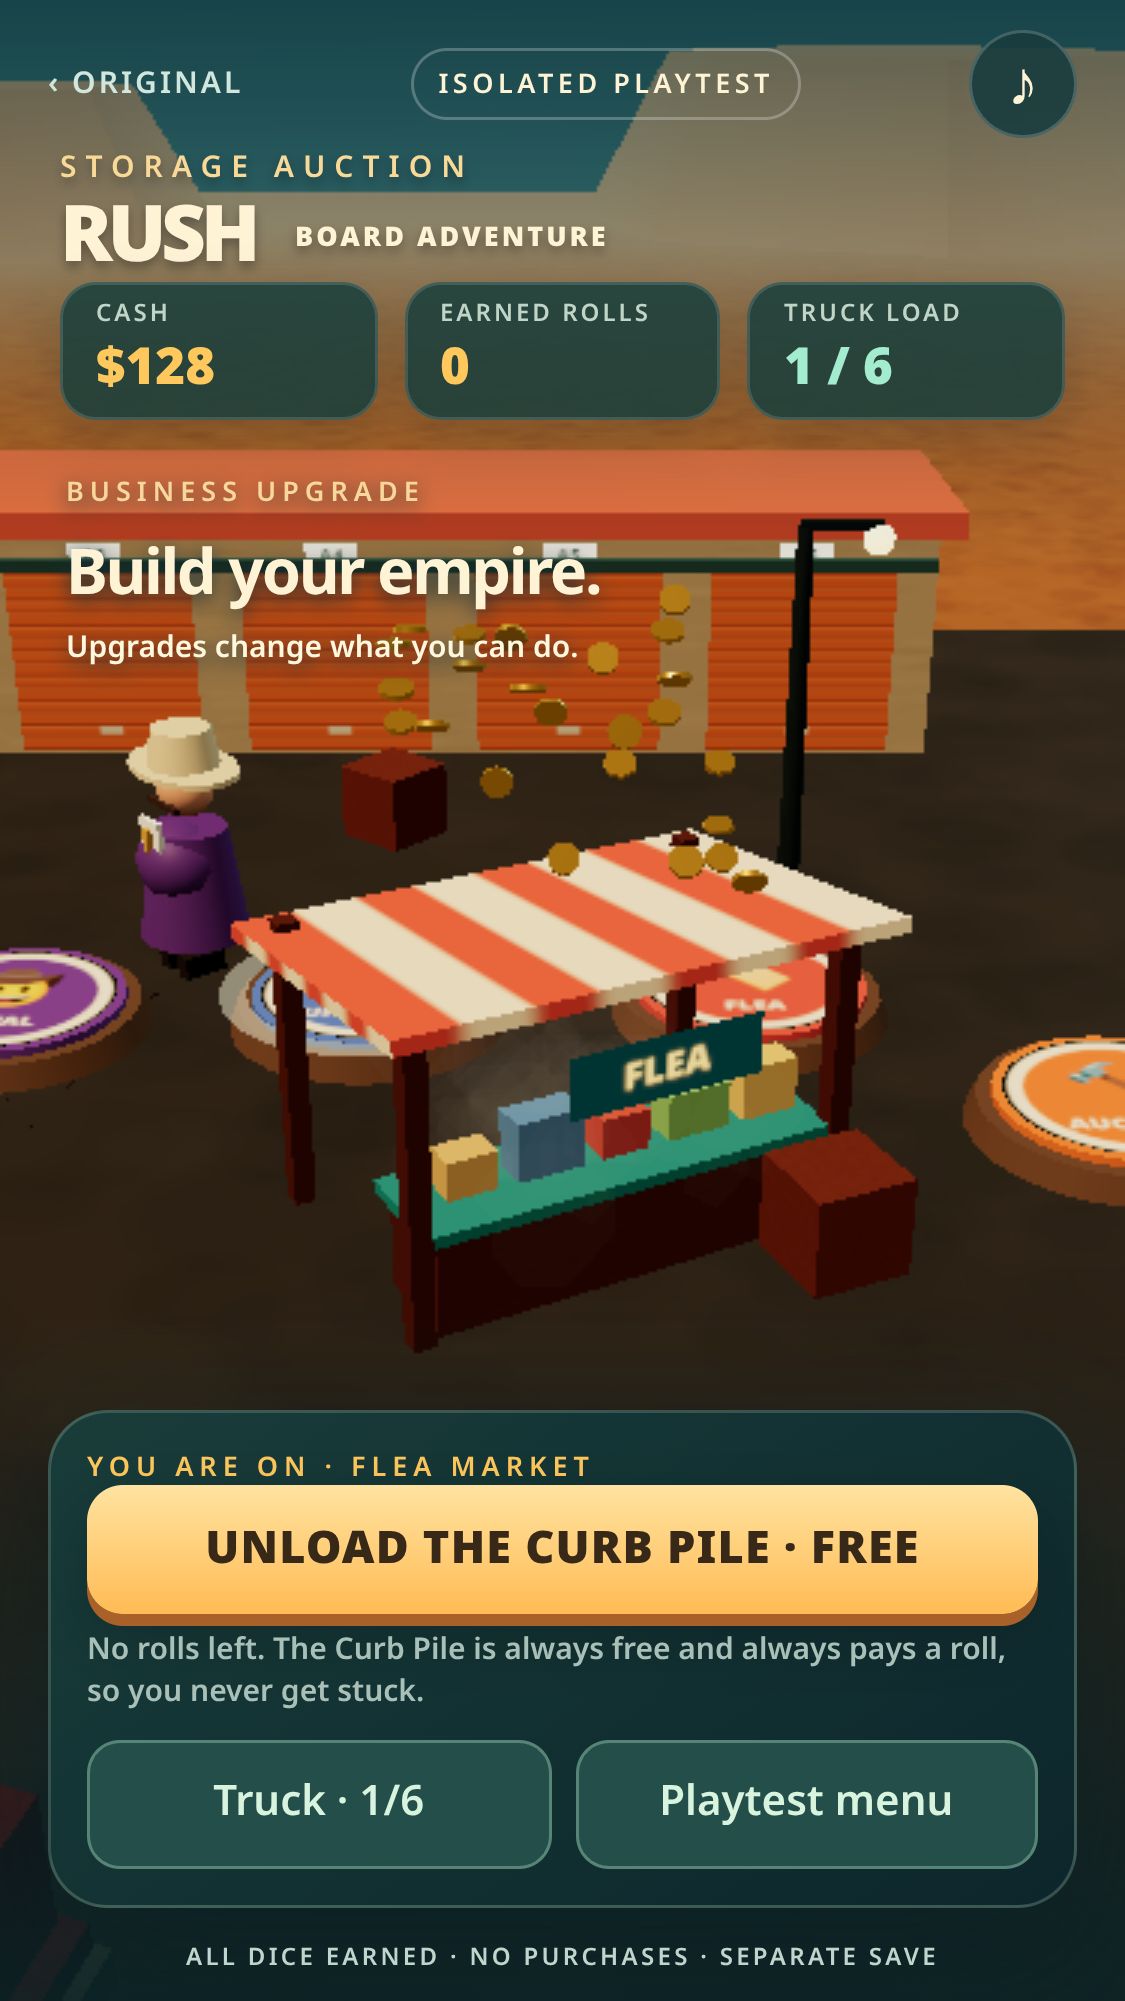 ‹ ORIGINAL
ISOLATED PLAYTEST
STORAGE AUCTION
RUSH BOARD ADVENTURE
CASH
$128
EARNED ROLLS
0
TRUCK LOAD
1 / 6
BUSINESS UPGRADE
Build your empire.
Upgrades change what you can do.
FLEA
FLEA
YOU ARE ON · FLEA MARKET
UNLOAD THE CURB PILE · FREE
No rolls left. The Curb Pile is always free and always pays a roll,
so you never get stuck.
Truck · 1/6
Playtest menu
ALL DICE EARNED · NO PURCHASES · SEPARATE SAVE